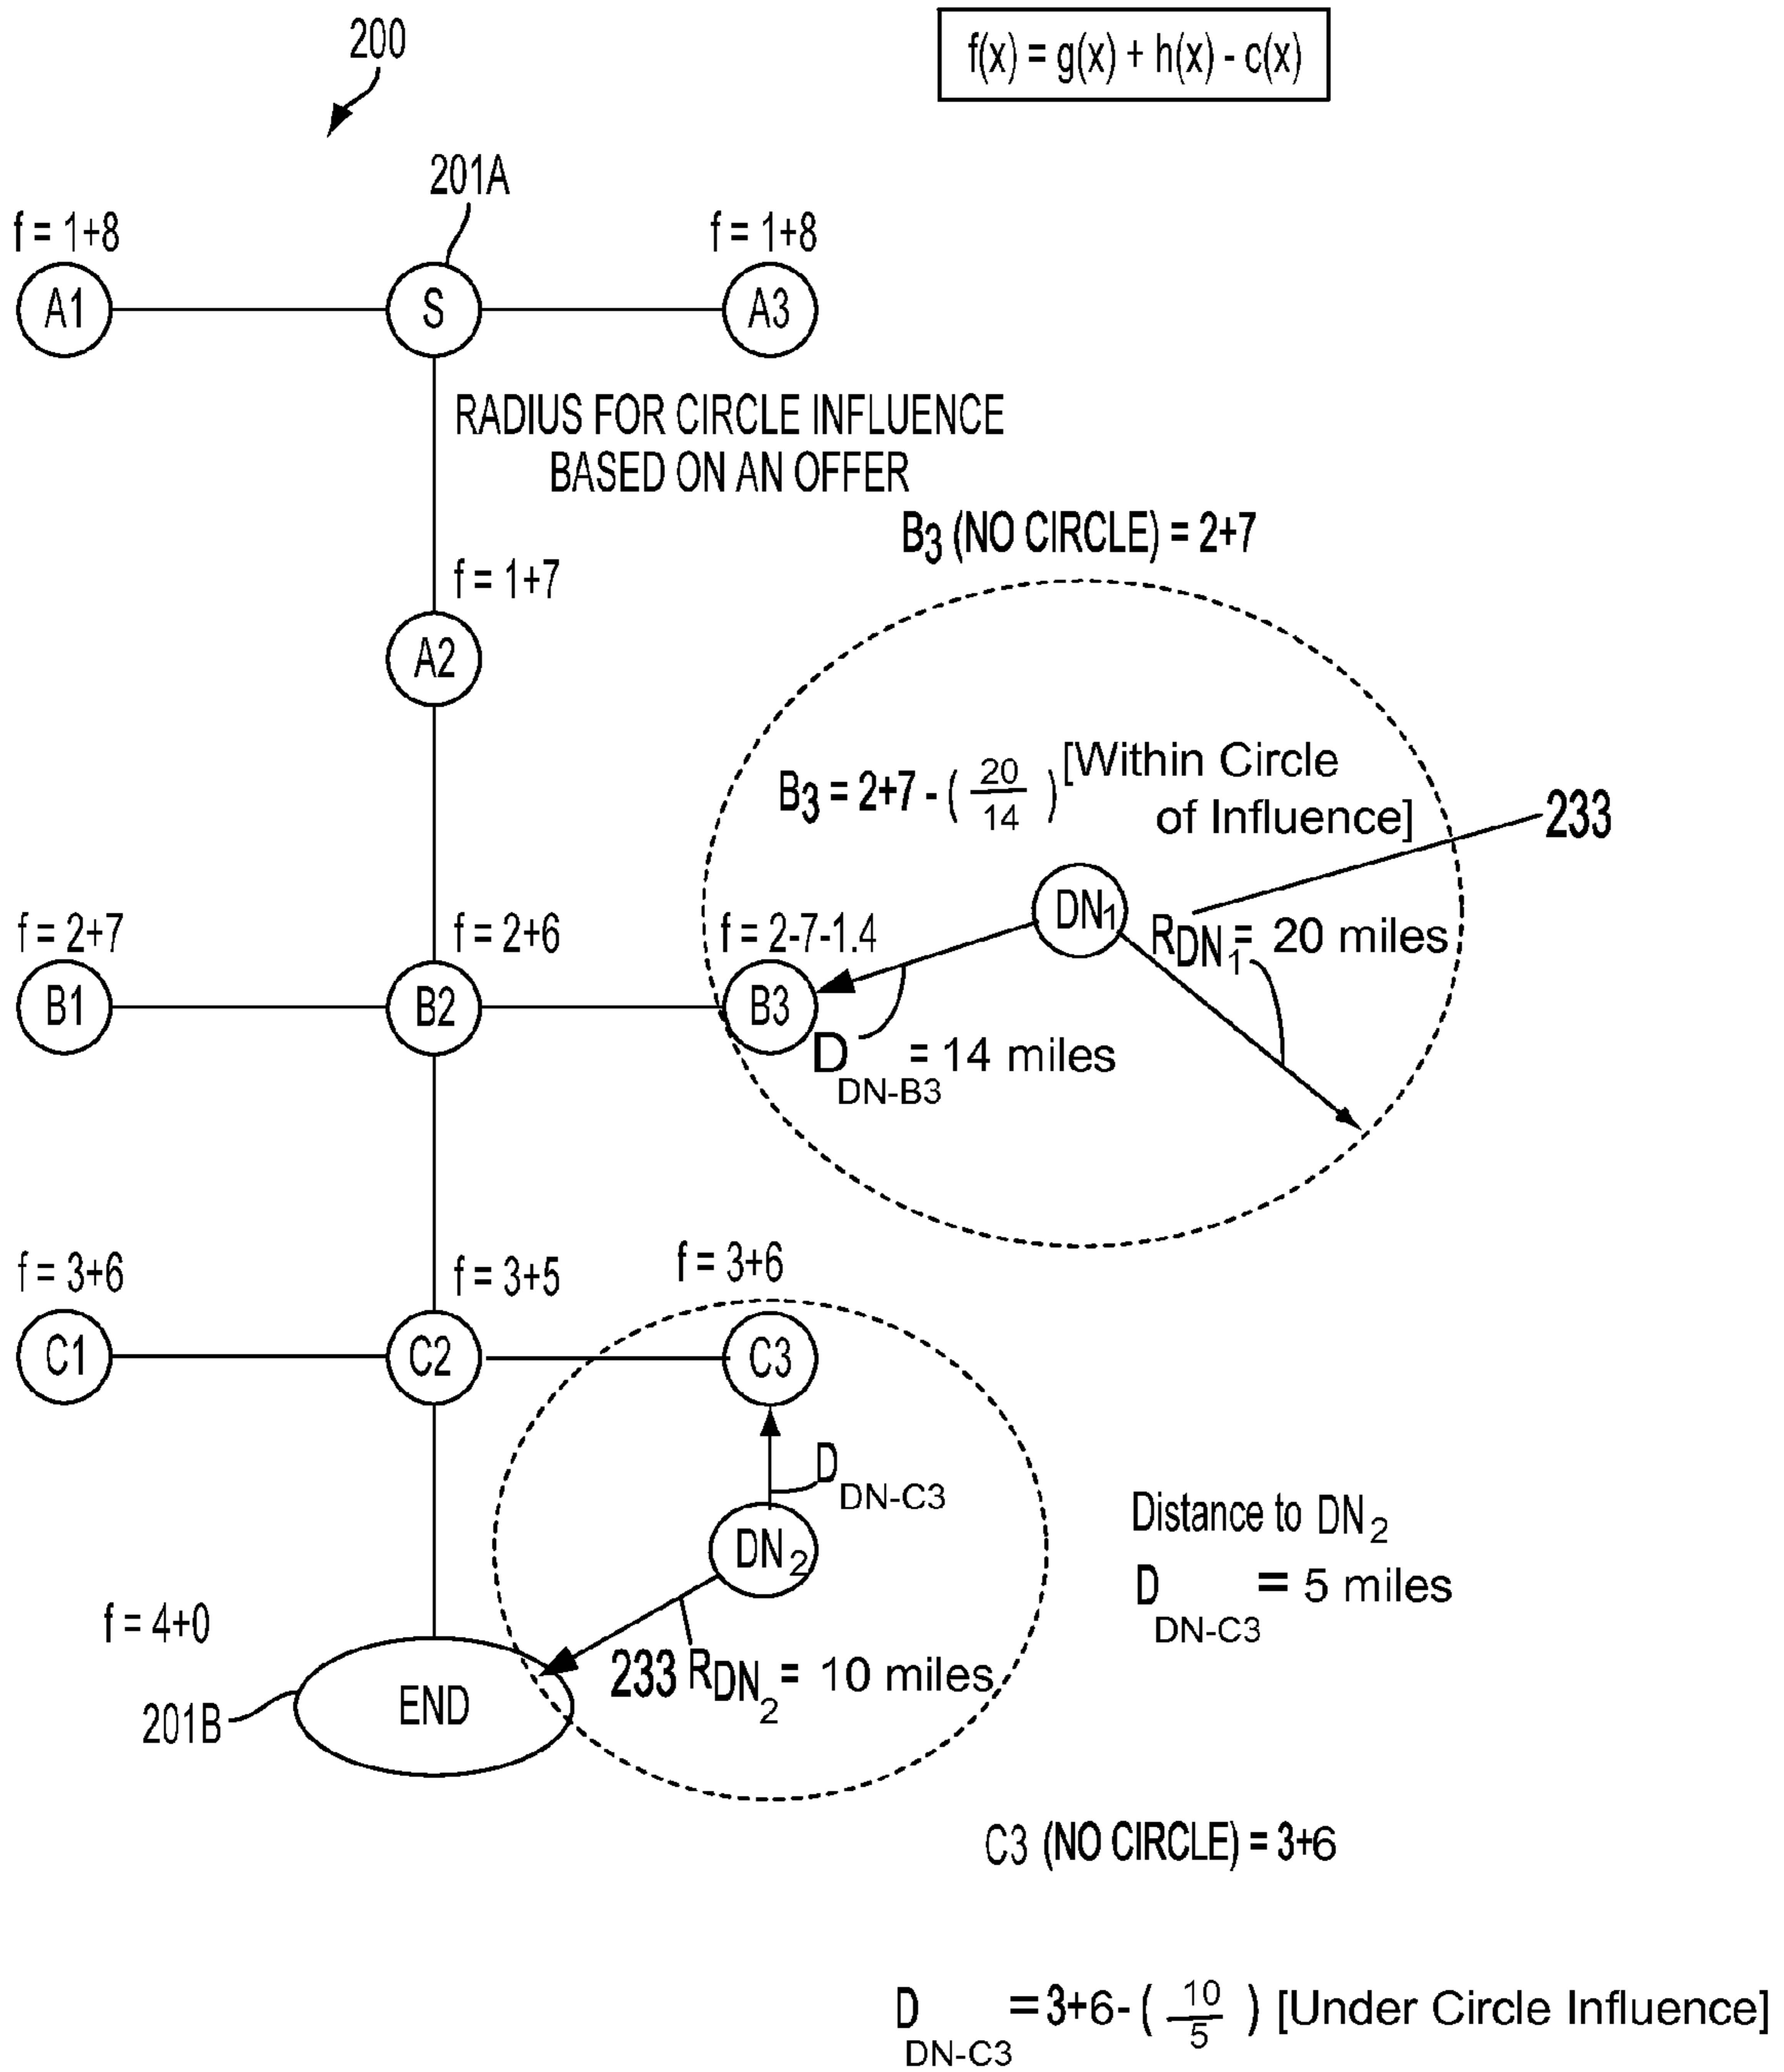 200
f(x) = g(x) + h(x) - c(x)
201A
f = 1+8
f = 1+8
A1
S
A3
RADIUS FOR CIRCLE INFLUENCE
BASED ON AN OFFER
B3 (NO CIRCLE) = 2+7
f = 1+7
A2
B3 = 2+7 - ( 20/14 ) [Within Circle
of Influence]
233
DN1
f = 2+7
f = 2+6
f = 2-7-1.4
RDN1 = 20 miles
B1
B2
B3
D DN-B3 = 14 miles
f = 3+6
f = 3+5
f = 3+6
C1
C2
C3
D DN-C3
Distance to DN2
DN2
D DN-C3 = 5 miles
f = 4+0
233 RDN2 = 10 miles
END
201B
C3 (NO CIRCLE) = 3+6
D DN-C3 = 3+6- ( 10/5 ) [Under Circle Influence]